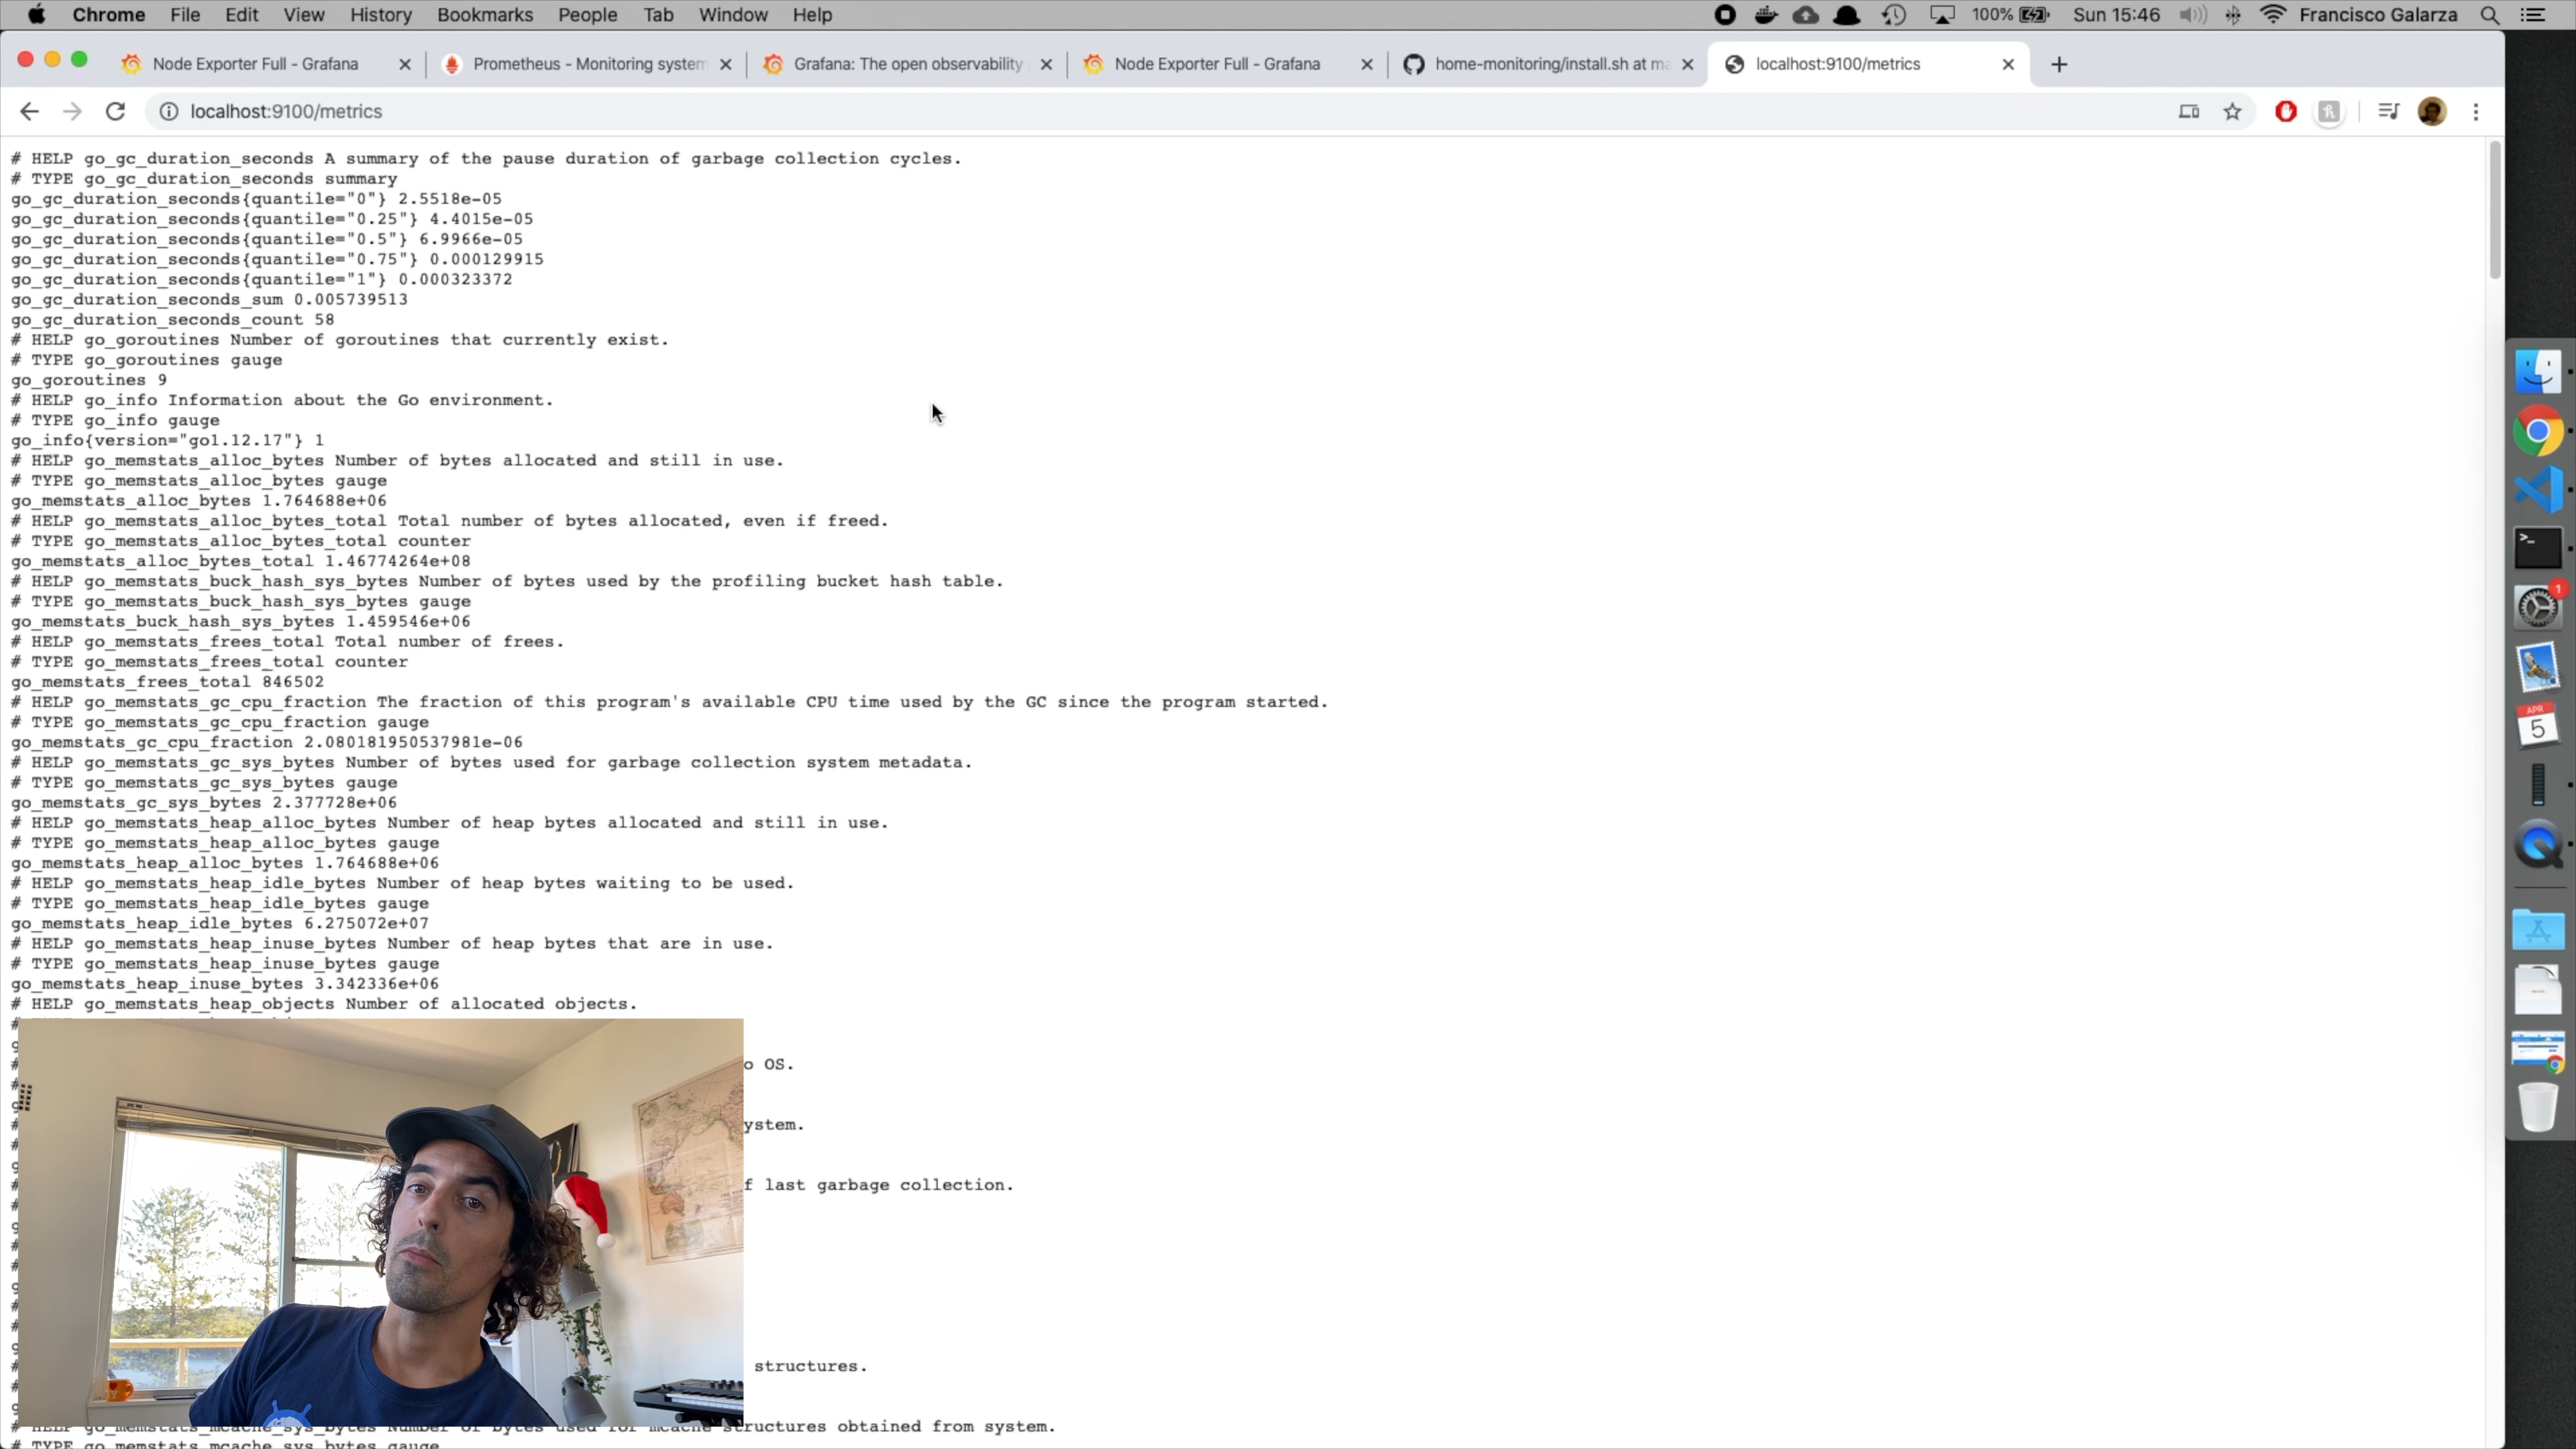 Chrome File Edit View History Bookmarks People Tab Window Help 100% Sun 15:46 Francisco Galarza
Node Exporter Full - Grafana Prometheus - Monitoring system Grafana: The open observability Node Exporter Full - Grafana home-monitoring/install.sh at ma localhost:9100/metrics
localhost:9100/metrics
# HELP go_gc_duration_seconds A summary of the pause duration of garbage collection cycles.
# TYPE go_gc_duration_seconds summary
go_gc_duration_seconds{quantile="0"} 2.5518e-05
go_gc_duration_seconds{quantile="0.25"} 4.4015e-05
go_gc_duration_seconds{quantile="0.5"} 6.9966e-05
go_gc_duration_seconds{quantile="0.75"} 0.000129915
go_gc_duration_seconds{quantile="1"} 0.000323372
go_gc_duration_seconds_sum 0.005739513
go_gc_duration_seconds_count 58
# HELP go_goroutines Number of goroutines that currently exist.
# TYPE go_goroutines gauge
go_goroutines 9
# HELP go_info Information about the Go environment.
# TYPE go_info gauge
go_info{version="go1.12.17"} 1
# HELP go_memstats_alloc_bytes Number of bytes allocated and still in use.
# TYPE go_memstats_alloc_bytes gauge
go_memstats_alloc_bytes 1.764688e+06
# HELP go_memstats_alloc_bytes_total Total number of bytes allocated, even if freed.
# TYPE go_memstats_alloc_bytes_total counter
go_memstats_alloc_bytes_total 1.46774264e+08
# HELP go_memstats_buck_hash_sys_bytes Number of bytes used by the profiling bucket hash table.
# TYPE go_memstats_buck_hash_sys_bytes gauge
go_memstats_buck_hash_sys_bytes 1.459546e+06
# HELP go_memstats_frees_total Total number of frees.
# TYPE go_memstats_frees_total counter
go_memstats_frees_total 846502
# HELP go_memstats_gc_cpu_fraction The fraction of this program's available CPU time used by the GC since the program started.
# TYPE go_memstats_gc_cpu_fraction gauge
go_memstats_gc_cpu_fraction 2.080181950537981e-06
# HELP go_memstats_gc_sys_bytes Number of bytes used for garbage collection system metadata.
# TYPE go_memstats_gc_sys_bytes gauge
go_memstats_gc_sys_bytes 2.377728e+06
# HELP go_memstats_heap_alloc_bytes Number of heap bytes allocated and still in use.
# TYPE go_memstats_heap_alloc_bytes gauge
go_memstats_heap_alloc_bytes 1.764688e+06
# HELP go_memstats_heap_idle_bytes Number of heap bytes waiting to be used.
# TYPE go_memstats_heap_idle_bytes gauge
go_memstats_heap_idle_bytes 6.275072e+07
# HELP go_memstats_heap_inuse_bytes Number of heap bytes that are in use.
# TYPE go_memstats_heap_inuse_bytes gauge
go_memstats_heap_inuse_bytes 3.342336e+06
# HELP go_memstats_heap_objects Number of allocated objects.
o OS.
ystem.
f last garbage collection.
structures.
# HELP go_memstats_mcache_sys_bytes Number of bytes used for mcache structures obtained from system.
# TYPE go_memstats_mcache_sys_bytes gauge
1
APR
5